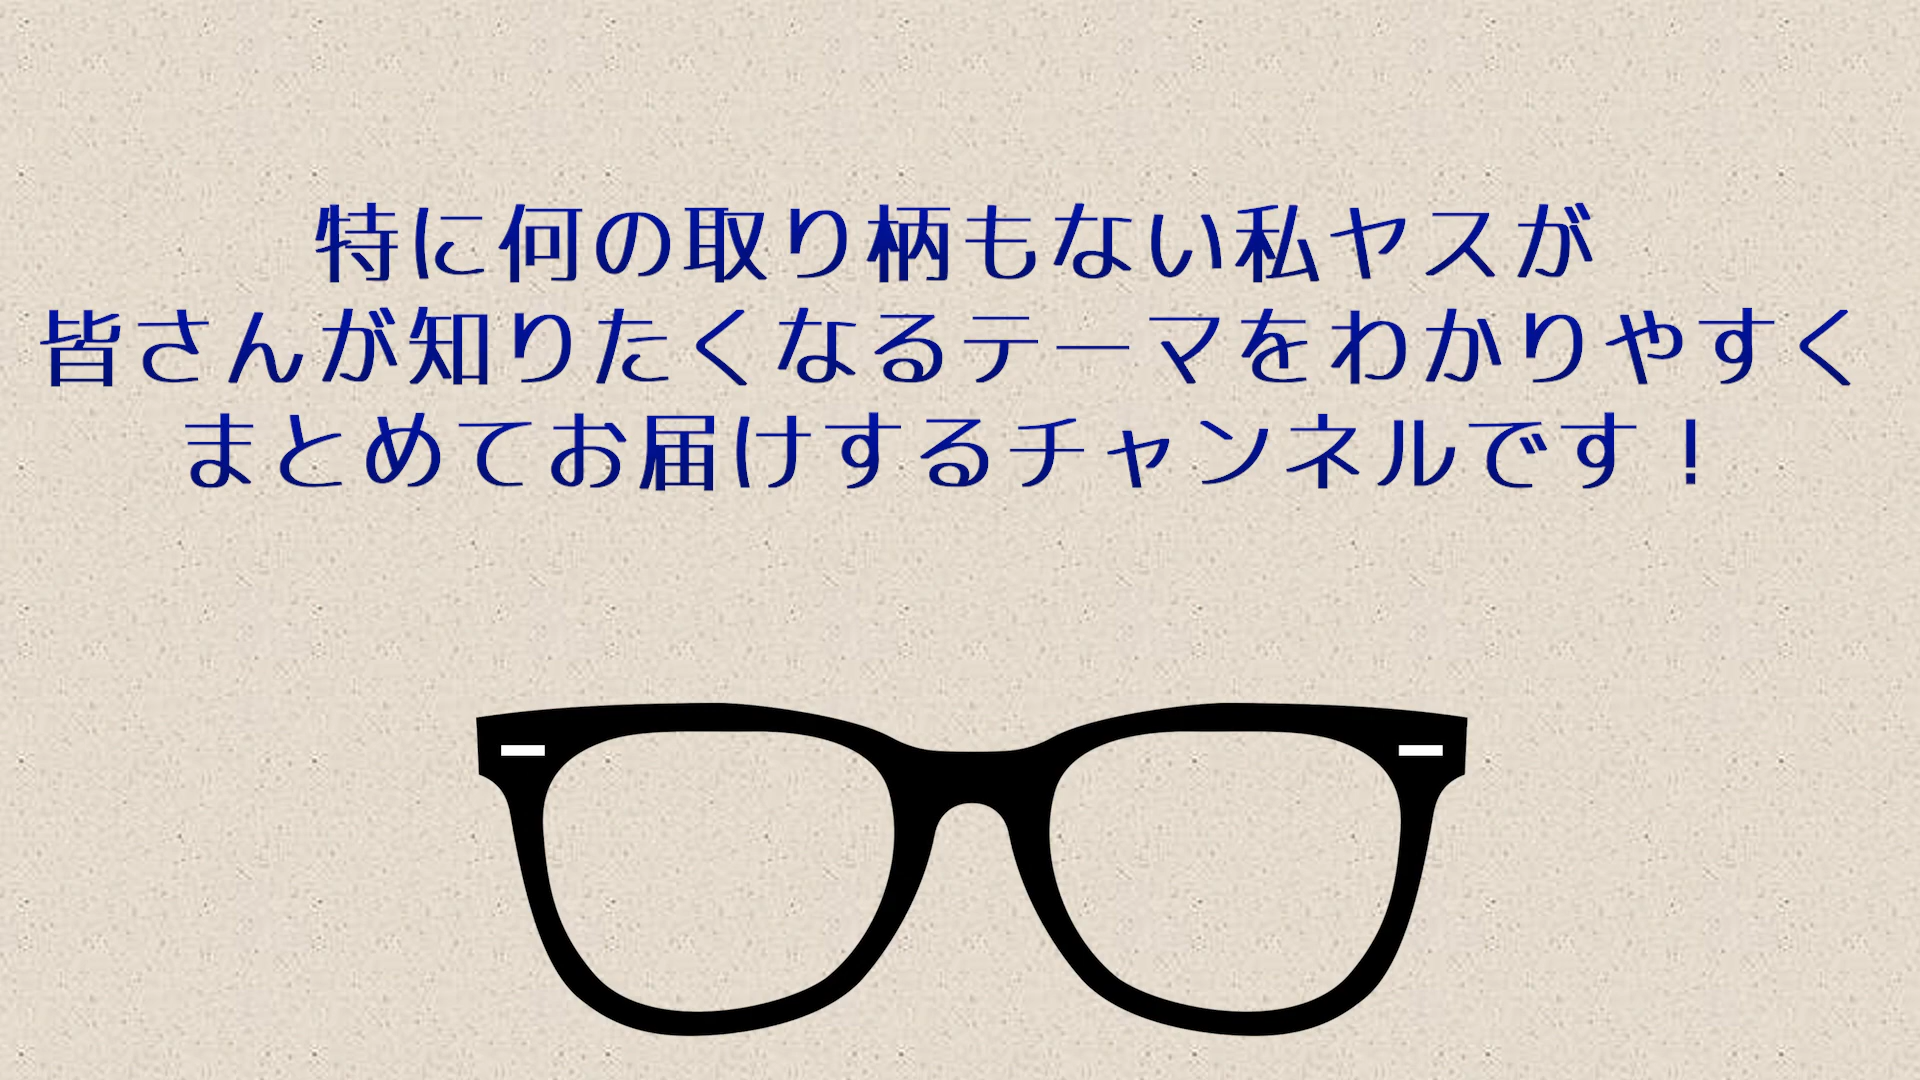 特に何の取り柄もない私ヤスが
皆さんが知りたくなるテーマをわかりやすく
まとめてお届けするチャンネルです！